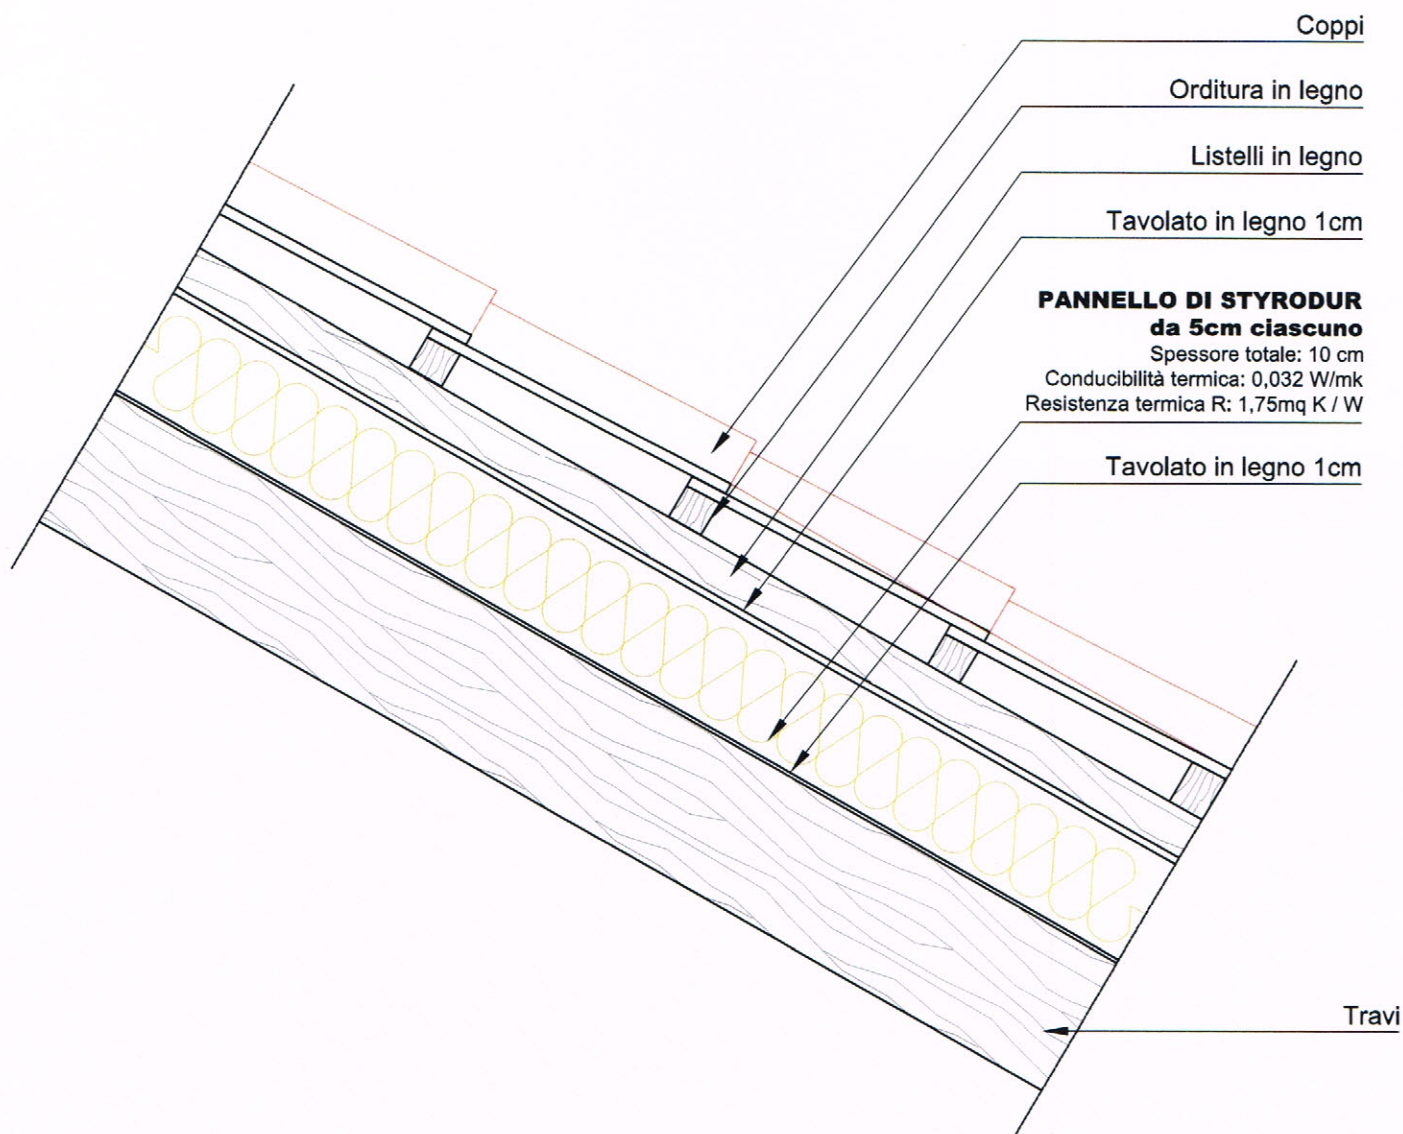 Coppi
Orditura in legno
Listelli in legno
Tavolato in legno 1cm
PANNELLO DI STYRODUR
da 5cm ciascuno
Spessore totale: 10 cm
Conducibilità termica: 0,032 W/mk
Resistenza termica R: 1,75mq K / W
Tavolato in legno 1cm
Travi